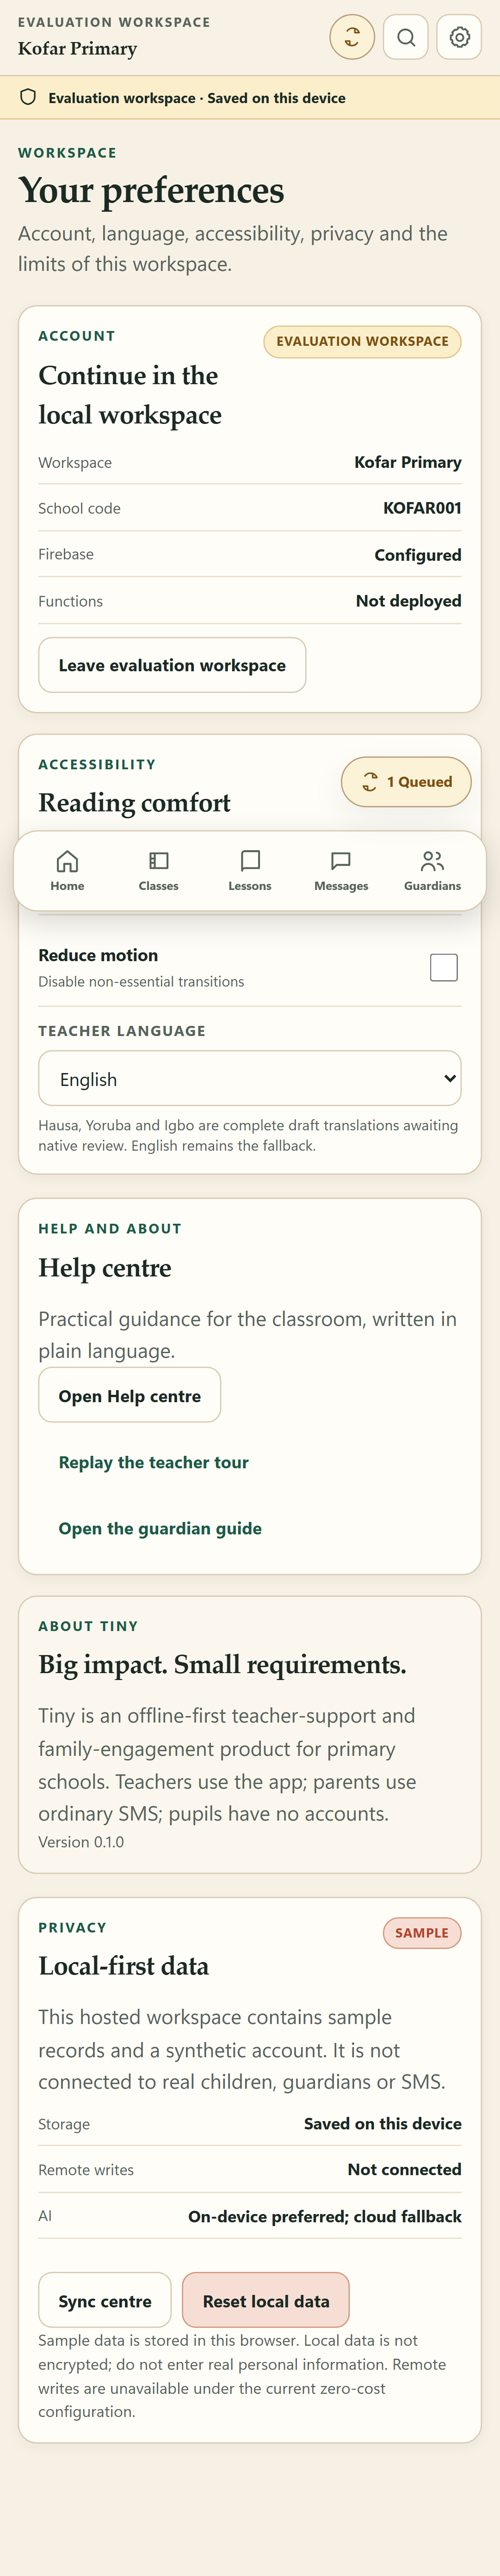 EVALUATION WORKSPACE
Kofar Primary
Evaluation workspace · Saved on this device
WORKSPACE
Your preferences
Account, language, accessibility, privacy and the
limits of this workspace.
ACCOUNT
EVALUATION WORKSPACE
Continue in the
local workspace
Workspace Kofar Primary
School code KOFAR001
Firebase Configured
Functions Not deployed
Leave evaluation workspace
ACCESSIBILITY
1 Queued
Reading comfort
Home Classes Lessons Messages Guardians
Reduce motion
Disable non-essential transitions
TEACHER LANGUAGE
English
Hausa, Yoruba and Igbo are complete draft translations awaiting
native review. English remains the fallback.
HELP AND ABOUT
Help centre
Practical guidance for the classroom, written in
plain language.
Open Help centre
Replay the teacher tour
Open the guardian guide
ABOUT TINY
Big impact. Small requirements.
Tiny is an offline-first teacher-support and
family-engagement product for primary
schools. Teachers use the app; parents use
ordinary SMS; pupils have no accounts.
Version 0.1.0
PRIVACY
SAMPLE
Local-first data
This hosted workspace contains sample
records and a synthetic account. It is not
connected to real children, guardians or SMS.
Storage Saved on this device
Remote writes Not connected
AI On-device preferred; cloud fallback
Sync centre Reset local data
Sample data is stored in this browser. Local data is not
encrypted; do not enter real personal information. Remote
writes are unavailable under the current zero-cost
configuration.